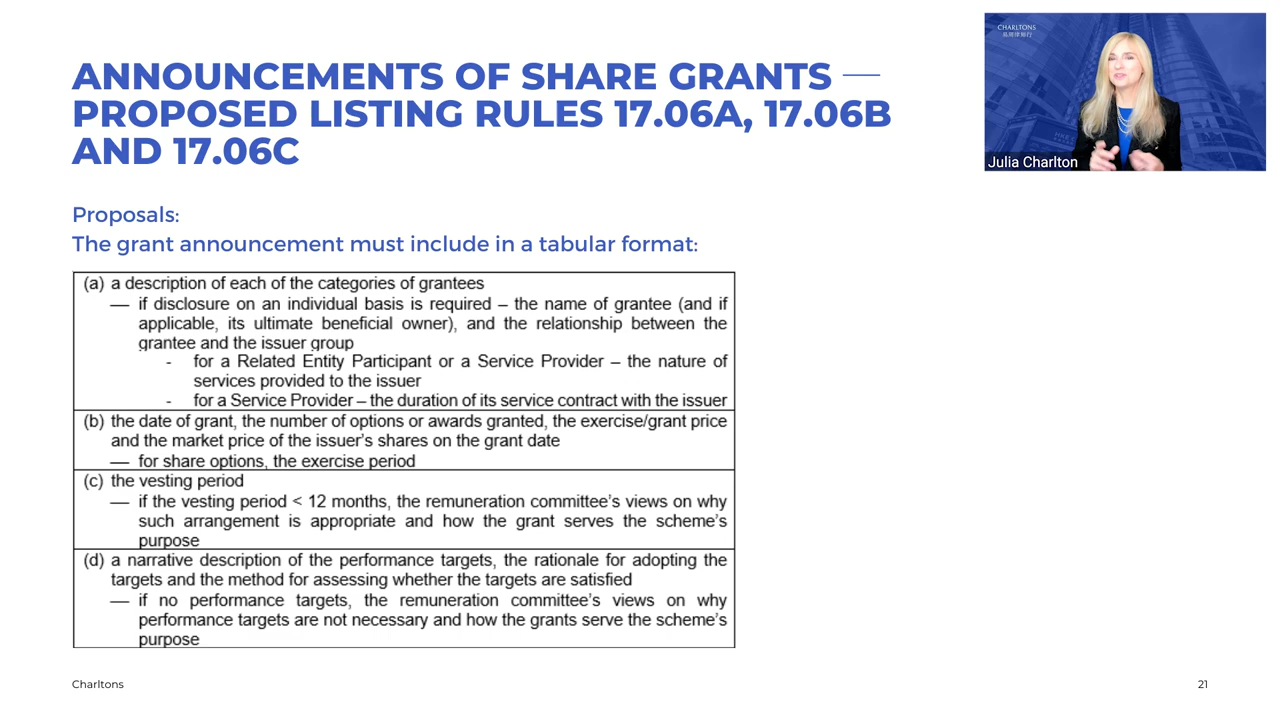 ANNOUNCEMENTS OF SHARE GRANTS —
PROPOSED LISTING RULES 17.06A, 17.06B
AND 17.06C
CHARLTONS
Julia Charlton
Proposals:
The grant announcement must include in a tabular format:
(a) a description of each of the categories of grantees
— if disclosure on an individual basis is required – the name of grantee (and if
applicable, its ultimate beneficial owner), and the relationship between the
grantee and the issuer group
- for a Related Entity Participant or a Service Provider – the nature of
services provided to the issuer
- for a Service Provider – the duration of its service contract with the issuer
(b) the date of grant, the number of options or awards granted, the exercise/grant price
and the market price of the issuer's shares on the grant date
— for share options, the exercise period
(c) the vesting period
— if the vesting period < 12 months, the remuneration committee's views on why
such arrangement is appropriate and how the grant serves the scheme's
purpose
(d) a narrative description of the performance targets, the rationale for adopting the
targets and the method for assessing whether the targets are satisfied
— if no performance targets, the remuneration committee's views on why
performance targets are not necessary and how the grants serve the scheme's
purpose
Charltons
21